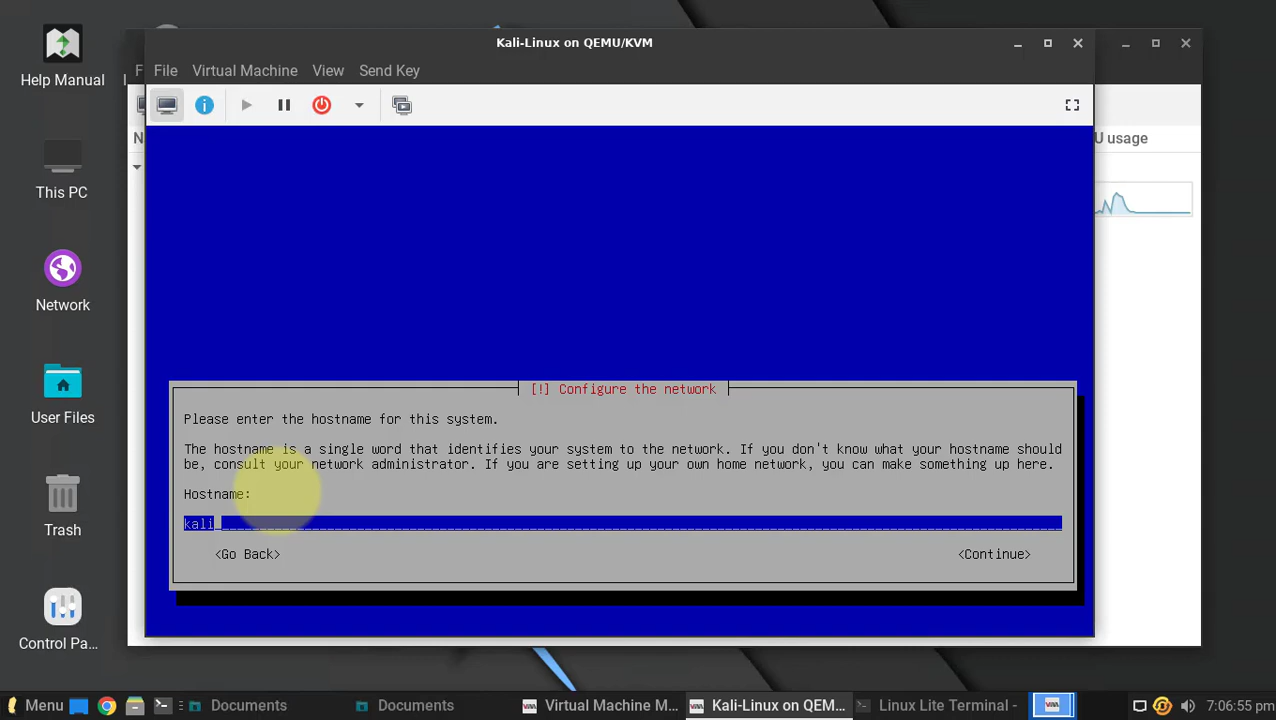 Help Manual
This PC
Network
User Files
Trash
Control Pa...
Kali-Linux on QEMU/KVM
File Virtual Machine View Send Key
U usage
[!] Configure the network
Please enter the hostname for this system.
The hostname is a single word that identifies your system to the network. If you don't know what your hostname should
be, consult your network administrator. If you are setting up your own home network, you can make something up here.
Hostname:
kali
<Go Back> <Continue>
Menu Documents Documents Virtual Machine M... Kali-Linux on QEM... Linux Lite Terminal - 7:06:55 pm